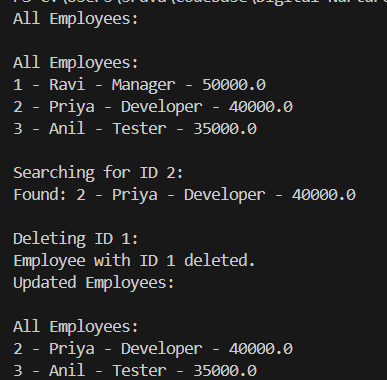 All Employees:
All Employees:
1 - Ravi - Manager - 50000.0
2 - Priya - Developer - 40000.0
3 - Anil - Tester - 35000.0
Searching for ID 2:
Found: 2 - Priya - Developer - 40000.0
Deleting ID 1:
Employee with ID 1 deleted.
Updated Employees:
All Employees:
2 - Priya - Developer - 40000.0
3 - Anil - Tester - 35000.0